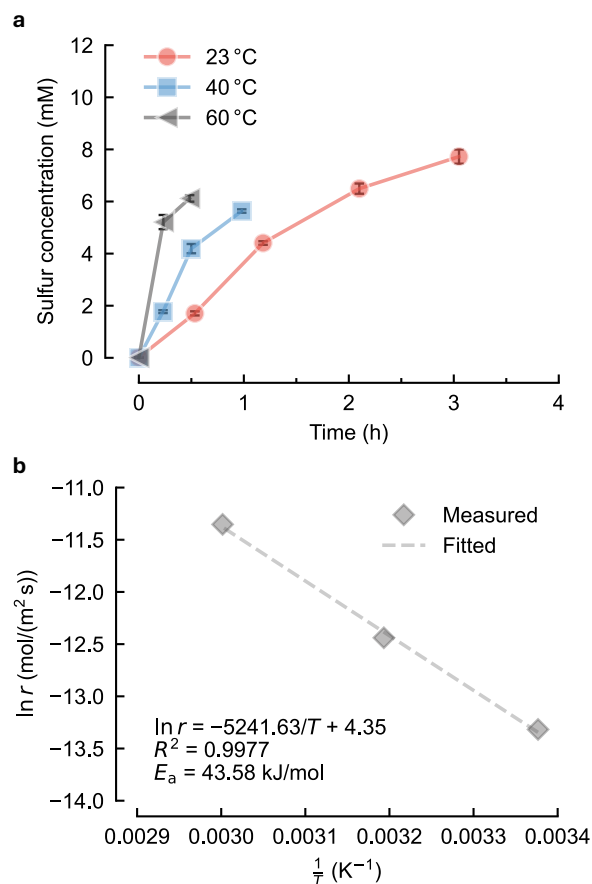 a
23 °C
40 °C
60 °C
Sulfur concentration (mM)
12
10
8
6
4
2
0
0 1 2 3 4
Time (h)
b
−11.0
−11.5
−12.0
−12.5
−13.0
−13.5
−14.0
ln r (mol/(m² s))
Measured
Fitted
ln r = −5241.63/T + 4.35
R² = 0.9977
Eₐ = 43.58 kJ/mol
0.0029 0.0030 0.0031 0.0032 0.0033 0.0034
1/T (K⁻¹)